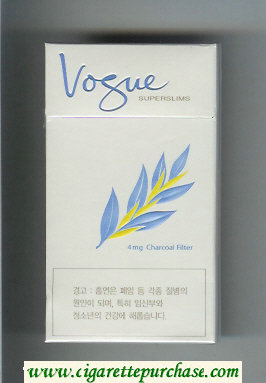 Vogue
SUPERSLIMS
4mg Charcoal Filter
경고 : 흡연은 폐암 등 각종 질병의
원인이 되며, 특히 임신부와
청소년의 건강에 해롭습니다.
www.cigarettepurchase.com